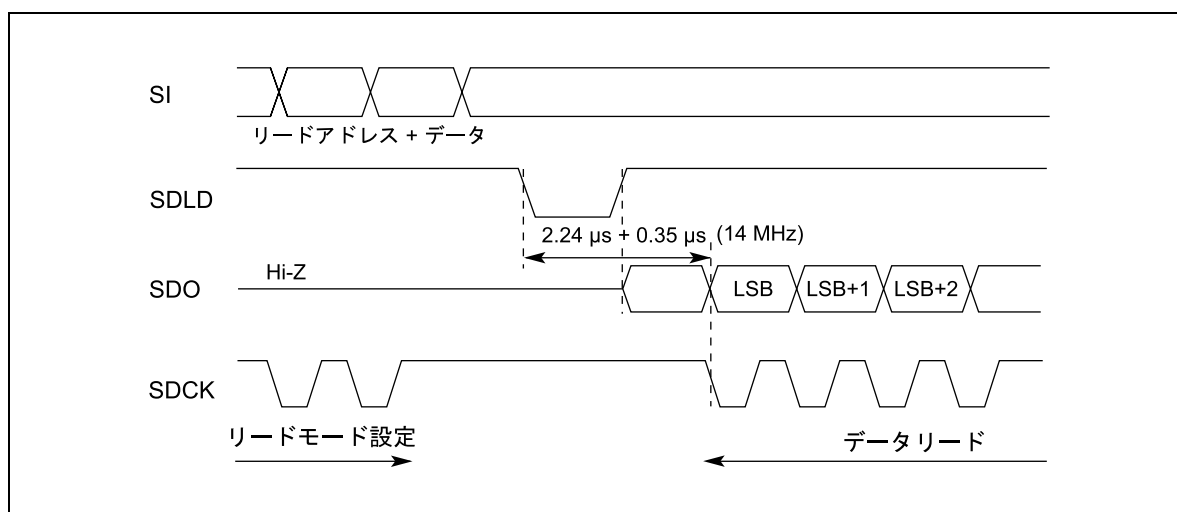 SI
リードアドレス + データ
SDLD
2.24 μs + 0.35 μs (14 MHz)
Hi-Z
SDO
LSB
LSB+1
LSB+2
SDCK
リードモード設定
データリード